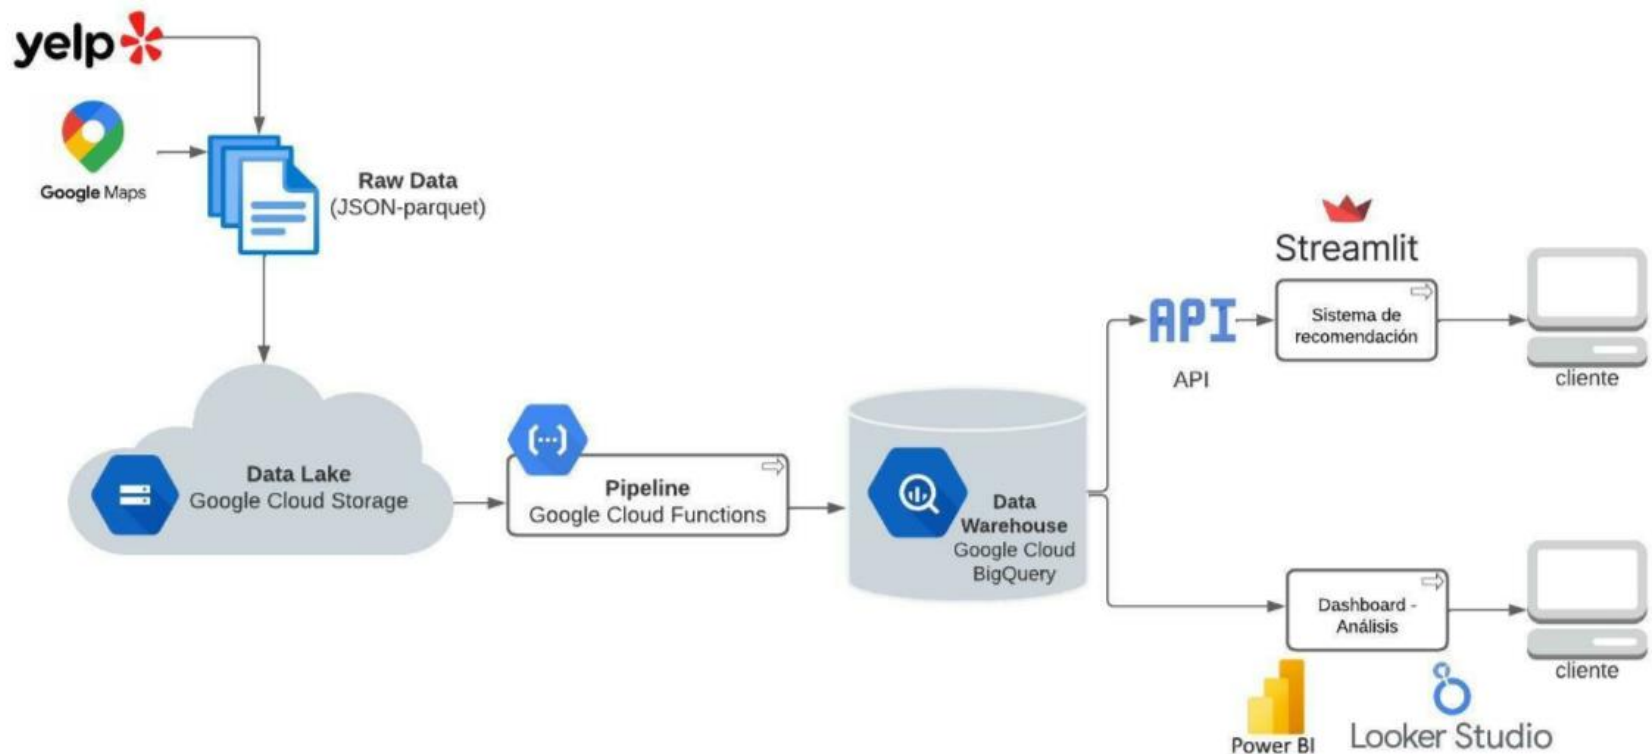 yelp
Google Maps
Raw Data
(JSON-parquet)
Data Lake
Google Cloud Storage
Pipeline
Google Cloud Functions
Data
Warehouse
Google Cloud
BigQuery
API
API
Streamlit
Sistema de
recomendación
cliente
Dashboard -
Análisis
cliente
Power BI
Looker Studio